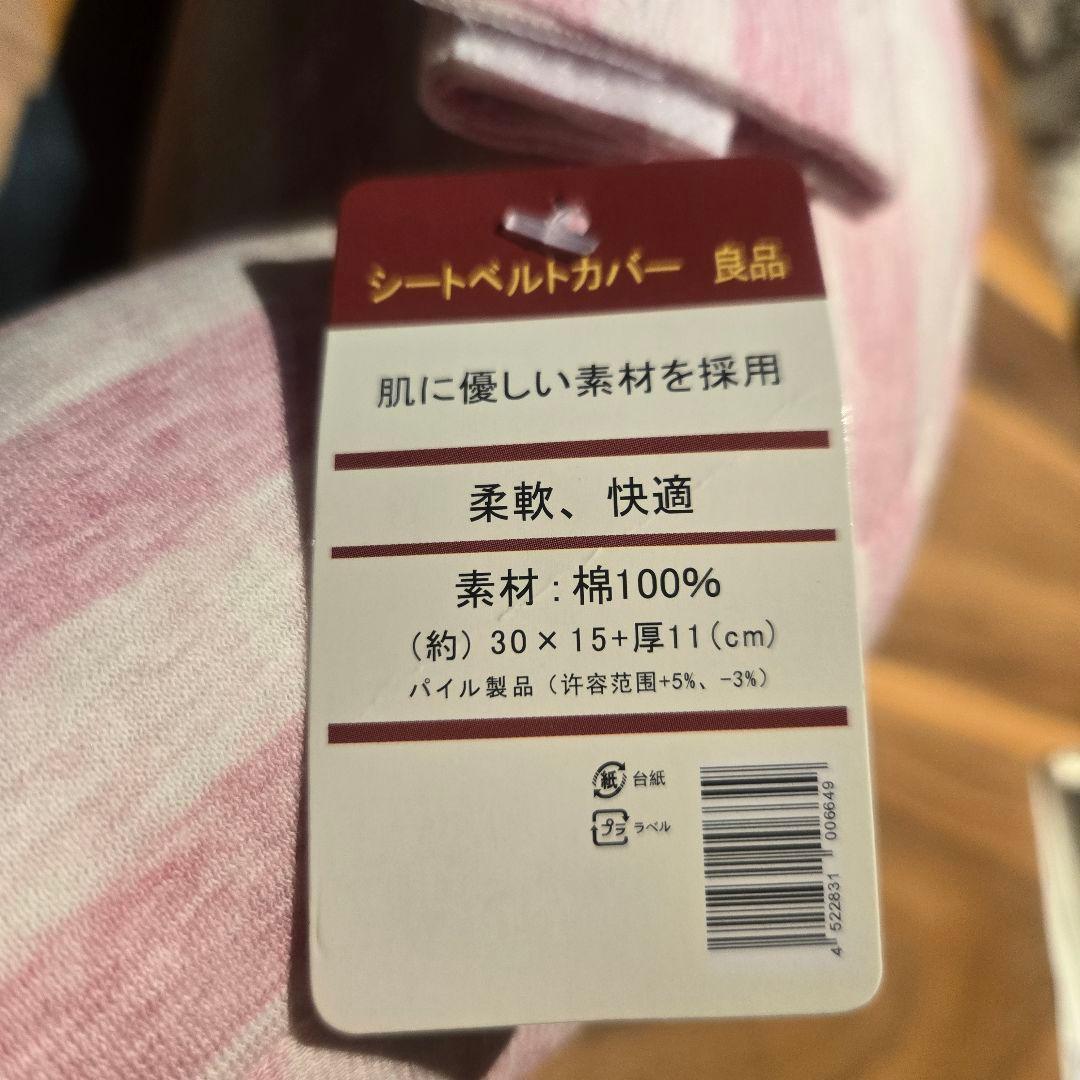 シートベルトカバー 良品
肌に優しい素材を採用
柔軟、快適
素材：棉100%
（約）30×15+厚11(cm)
パイル製品（许容范围+5%、-3%）
紙 台紙
プラ ラベル
4 522831 006649